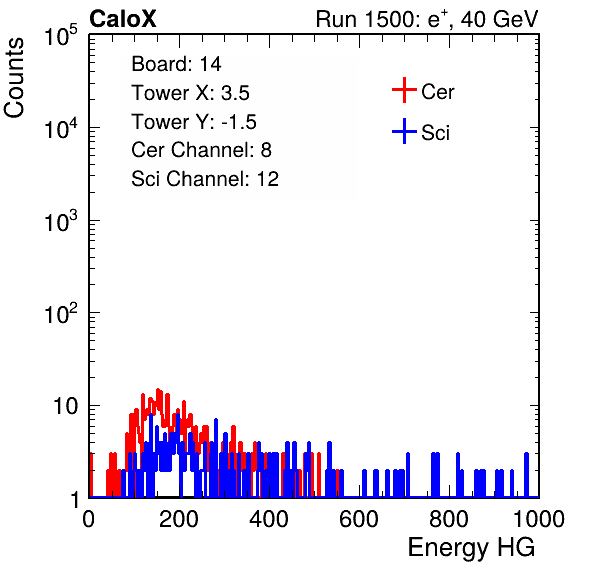 CaloX Run 1500: e⁺, 40 GeV
Counts
Board: 14
Tower X: 3.5
Tower Y: -1.5
Cer Channel: 8
Sci Channel: 12
Cer
Sci
10⁵
10⁴
10³
10²
10
1
0 200 400 600 800 1000
Energy HG